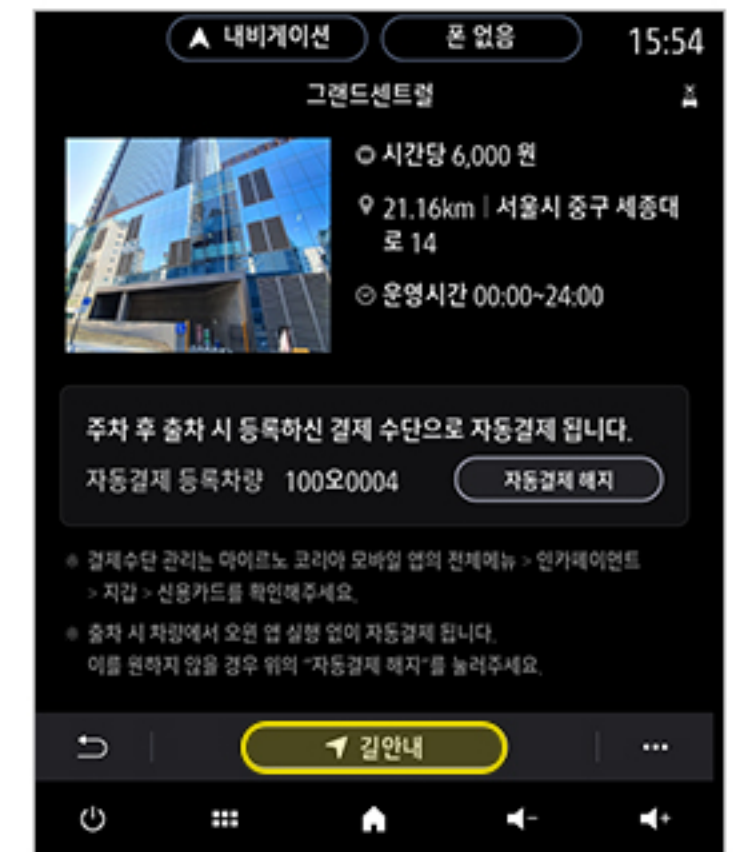 내비게이션 폰 없음 15:54
그랜드센트럴
시간당 6,000 원
21.16km | 서울시 중구 세종대
로 14
운영시간 00:00~24:00
주차 후 출차 시 등록하신 결제 수단으로 자동결제 됩니다.
자동결제 등록차량 100오0004 자동결제 해지
※ 결제수단 관리는 마이르노 코리아 모바일 앱의 전체메뉴 > 인카페이먼트
> 지갑 > 신용카드를 확인해주세요.
※ 출차 시 차량에서 오윈 앱 실행 없이 자동결제 됩니다.
이를 원하지 않을 경우 위의 "자동결제 해지"를 눌러주세요.
길안내